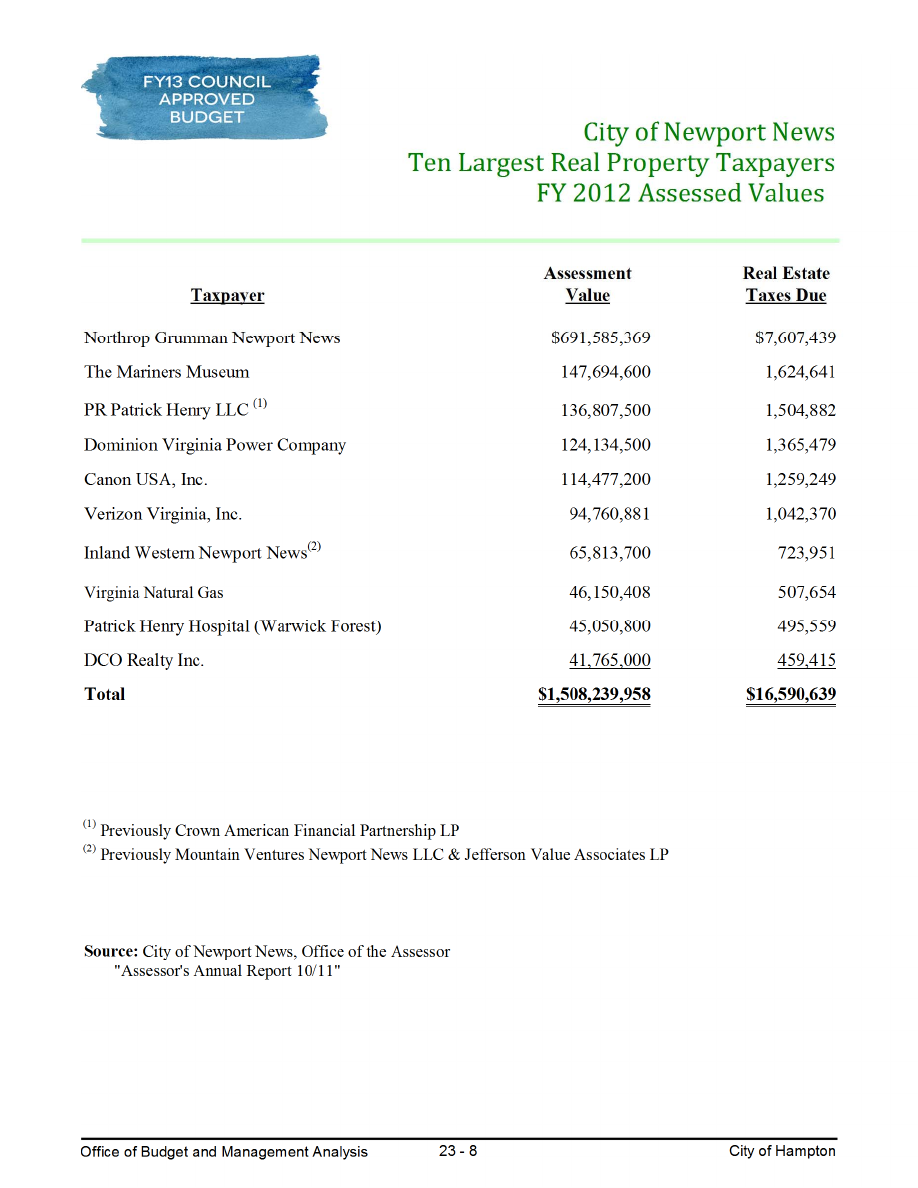 FY13 COUNCIL
APPROVED
BUDGET
City of Newport News
Ten Largest Real Property Taxpayers
FY 2012 Assessed Values
Assessment Real Estate
Taxpayer Value Taxes Due
Northrop Grumman Newport News $691,585,369 $7,607,439
The Mariners Museum 147,694,600 1,624,641
PR Patrick Henry LLC (1) 136,807,500 1,504,882
Dominion Virginia Power Company 124,134,500 1,365,479
Canon USA, Inc. 114,477,200 1,259,249
Verizon Virginia, Inc. 94,760,881 1,042,370
Inland Western Newport News(2) 65,813,700 723,951
Virginia Natural Gas 46,150,408 507,654
Patrick Henry Hospital (Warwick Forest) 45,050,800 495,559
DCO Realty Inc. 41,765,000 459,415
Total $1,508,239,958 $16,590,639
(1) Previously Crown American Financial Partnership LP
(2) Previously Mountain Ventures Newport News LLC & Jefferson Value Associates LP
Source: City of Newport News, Office of the Assessor
"Assessor's Annual Report 10/11"
Office of Budget and Management Analysis 23 - 8 City of Hampton